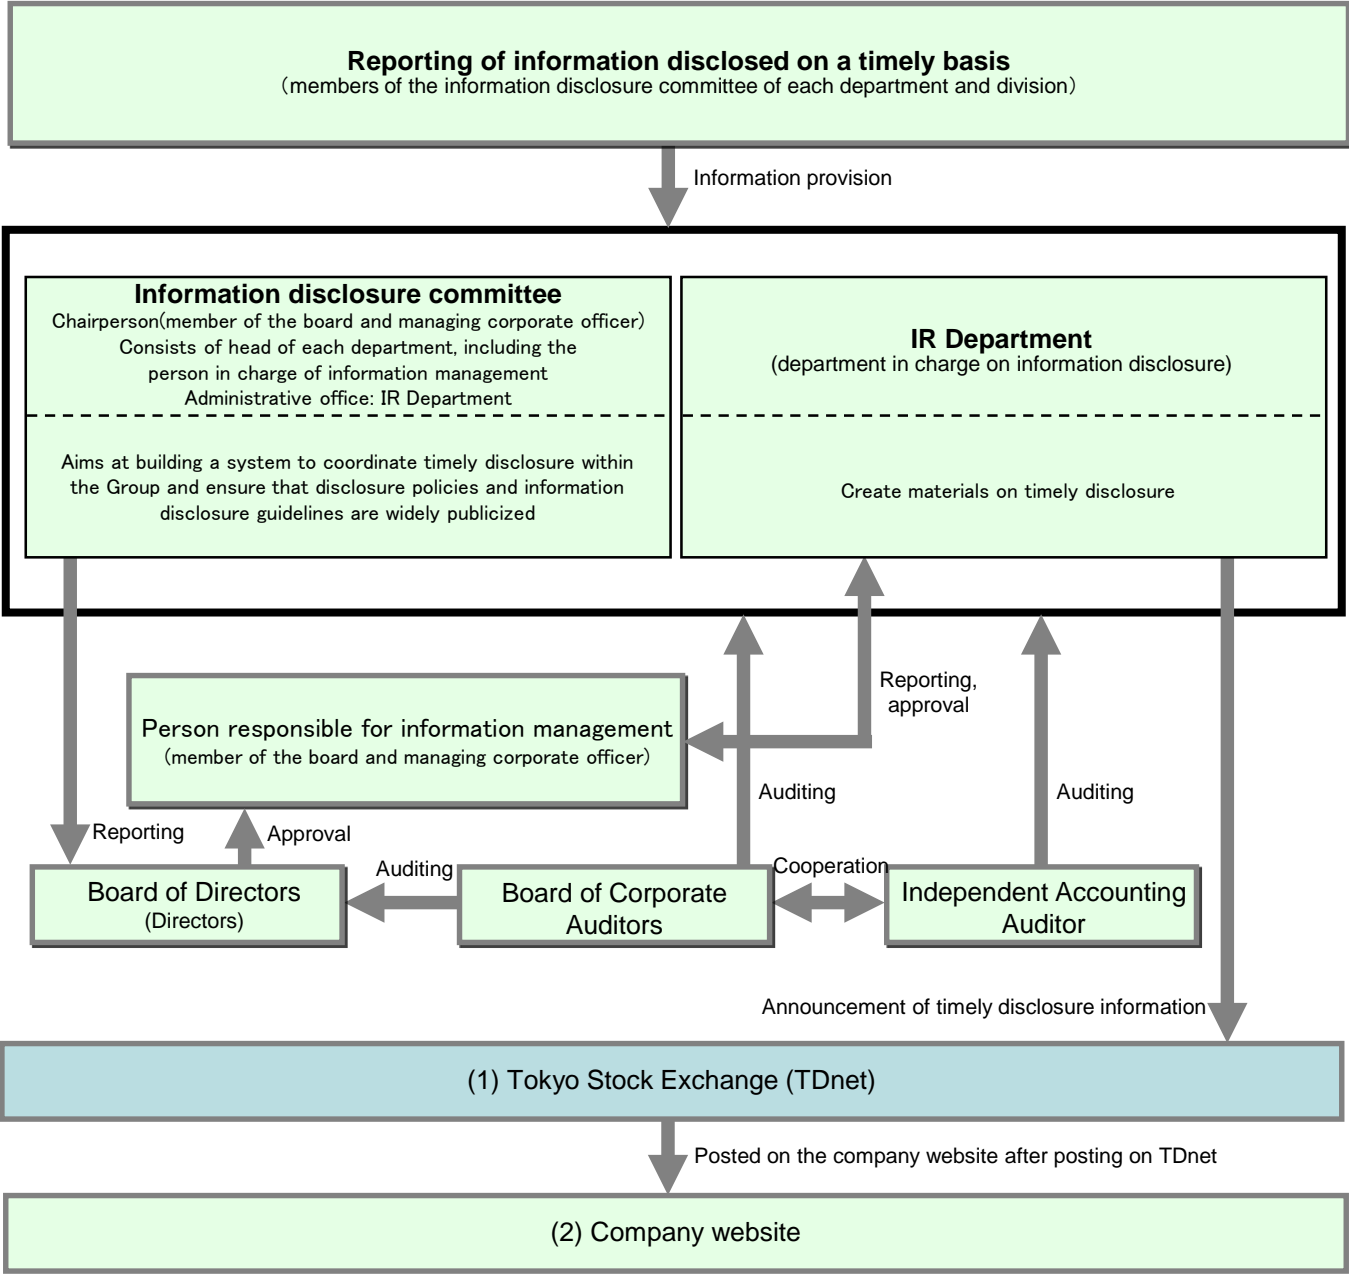 Reporting of information disclosed on a timely basis
（members of the information disclosure committee of each department and division）
Information provision
Information disclosure committee
Chairperson(member of the board and managing corporate officer)
Consists of head of each department, including the
person in charge of information management
Administrative office: IR Department
Aims at building a system to coordinate timely disclosure within
the Group and ensure that disclosure policies and information
disclosure guidelines are widely publicized
IR Department
(department in charge on information disclosure)
Create materials on timely disclosure
Reporting,
approval
Person responsible for information management
(member of the board and managing corporate officer)
Auditing
Auditing
Reporting
Approval
Auditing
Cooperation
Board of Directors
(Directors)
Board of Corporate
Auditors
Independent Accounting
Auditor
Announcement of timely disclosure information
(1) Tokyo Stock Exchange (TDnet)
Posted on the company website after posting on TDnet
(2) Company website